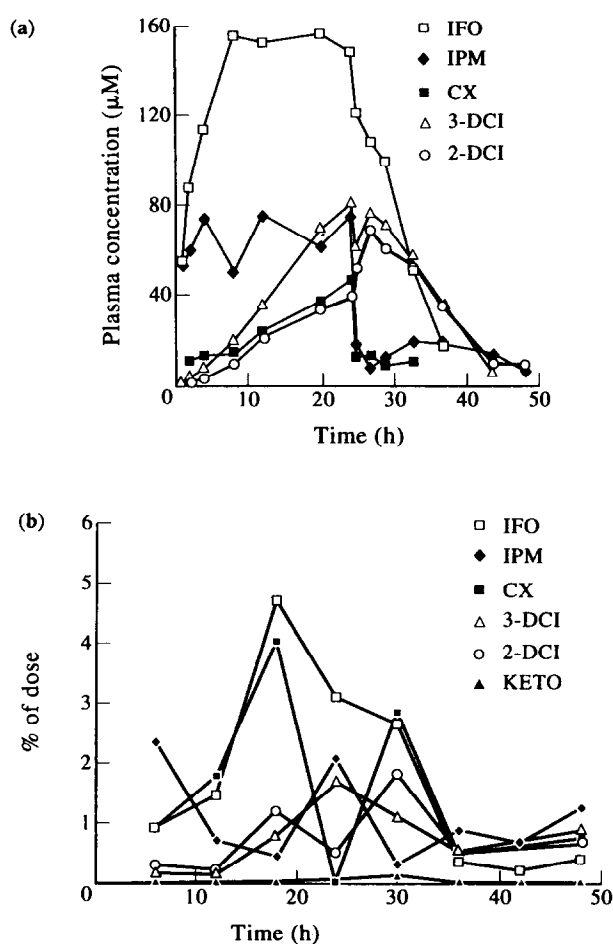 (a)
160
120
80
40
0
Plasma concentration (µM)
0
10
20
30
40
50
Time (h)
IFO
IPM
CX
3-DCI
2-DCI
(b)
6
5
4
3
2
1
0
% of dose
10
20
30
40
50
Time (h)
IFO
IPM
CX
3-DCI
2-DCI
KETO